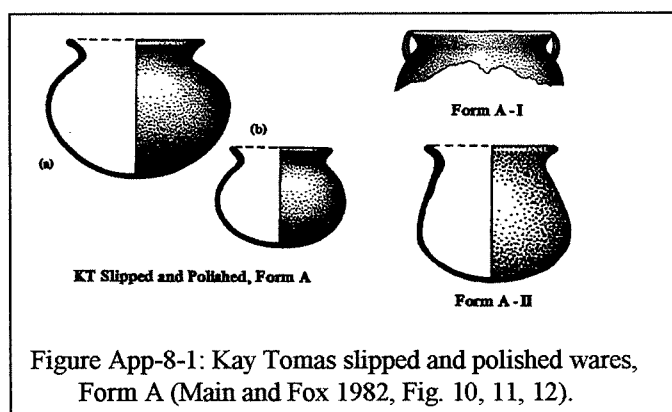 (a)
(b)
KT Slipped and Polished, Form A
Form A - I
Form A - II
Figure App-8-1: Kay Tomas slipped and polished wares,
Form A (Main and Fox 1982, Fig. 10, 11, 12).